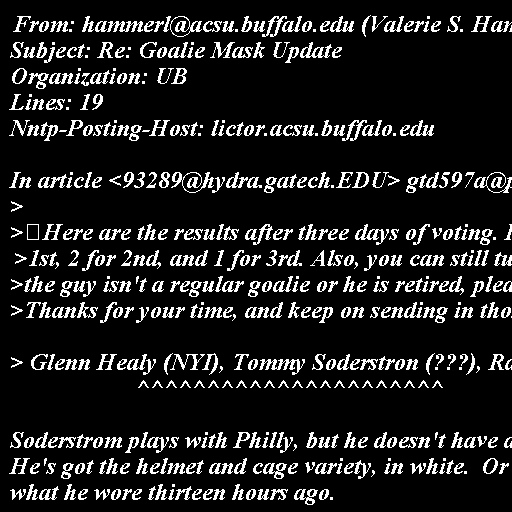 From: hammerl@acsu.buffalo.edu (Valerie S. Ham
Subject: Re: Goalie Mask Update
Organization: UB
Lines: 19
Nntp-Posting-Host: lictor.acsu.buffalo.edu
In article <93289@hydra.gatech.EDU> gtd597a@p
>
> Here are the results after three days of voting.
>1st, 2 for 2nd, and 1 for 3rd. Also, you can still tu
>the guy isn't a regular goalie or he is retired, plea
>Thanks for your time, and keep on sending in tho
> Glenn Healy (NYI), Tommy Soderstron (???), Ra
^^^^^^^^^^^^^^^^^^^^^^
Soderstrom plays with Philly, but he doesn't have a
He's got the helmet and cage variety, in white. Or
what he wore thirteen hours ago.